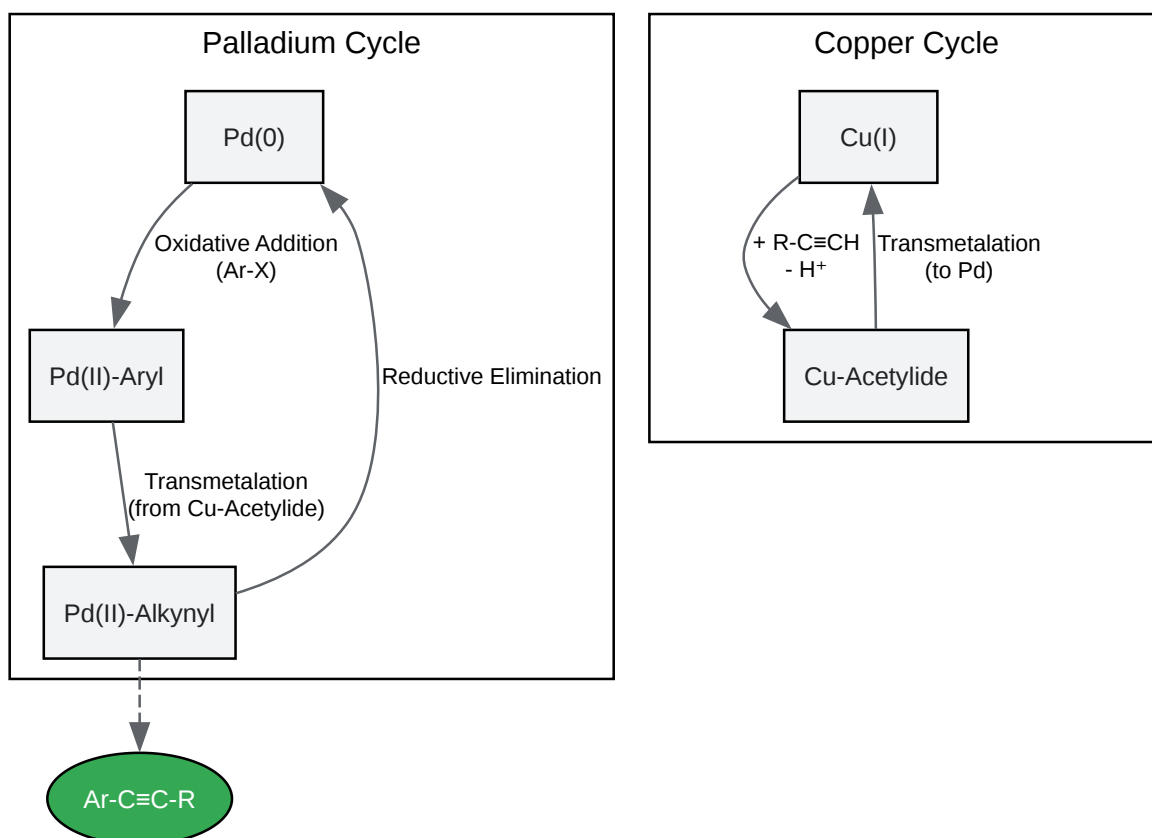 Palladium Cycle
Pd(0)
Oxidative Addition
(Ar-X)
Pd(II)-Aryl
Reductive Elimination
Transmetalation
(from Cu-Acetylide)
Pd(II)-Alkynyl
Ar-C≡C-R
Copper Cycle
Cu(I)
+ R-C≡CH
- H⁺
Transmetalation
(to Pd)
Cu-Acetylide